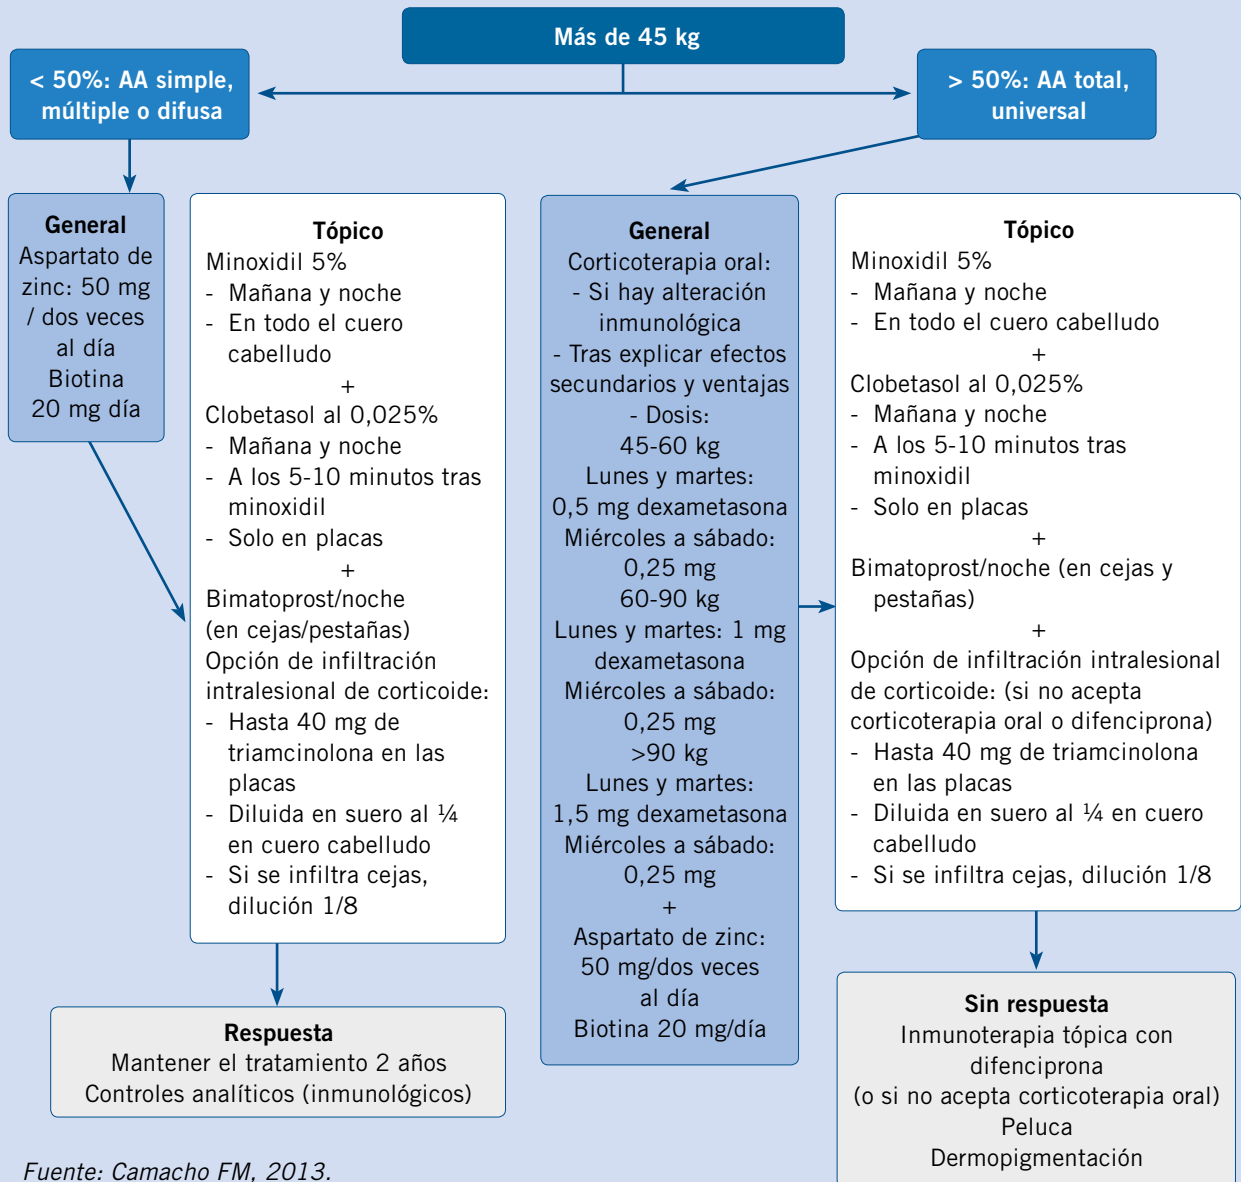 Más de 45 kg
< 50%: AA simple,
múltiple o difusa
> 50%: AA total,
universal
General
Aspartato de
zinc: 50 mg
/ dos veces
al día
Biotina
20 mg día
Tópico
Minoxidil 5%
- Mañana y noche
- En todo el cuero
cabelludo
+
Clobetasol al 0,025%
- Mañana y noche
- A los 5-10 minutos tras
minoxidil
- Solo en placas
+
Bimatoprost/noche
(en cejas/pestañas)
Opción de infiltración
intralesional de corticoide:
- Hasta 40 mg de
triamcinolona en las
placas
- Diluida en suero al ¼
en cuero cabelludo
- Si se infiltra cejas,
dilución 1/8
General
Corticoterapia oral:
- Si hay alteración
inmunológica
- Tras explicar efectos
secundarios y ventajas
- Dosis:
45-60 kg
Lunes y martes:
0,5 mg dexametasona
Miércoles a sábado:
0,25 mg
60-90 kg
Lunes y martes: 1 mg
dexametasona
Miércoles a sábado:
0,25 mg
>90 kg
Lunes y martes:
1,5 mg dexametasona
Miércoles a sábado:
0,25 mg
+
Aspartato de zinc:
50 mg/dos veces
al día
Biotina 20 mg/día
Tópico
Minoxidil 5%
- Mañana y noche
- En todo el cuero cabelludo
+
Clobetasol al 0,025%
- Mañana y noche
- A los 5-10 minutos tras
minoxidil
- Solo en placas
+
Bimatoprost/noche (en cejas y
pestañas)
+
Opción de infiltración intralesional
de corticoide: (si no acepta
corticoterapia oral o difenciprona)
- Hasta 40 mg de triamcinolona
en las placas
- Diluida en suero al ¼ en cuero
cabelludo
- Si se infiltra cejas, dilución 1/8
Respuesta
Mantener el tratamiento 2 años
Controles analíticos (inmunológicos)
Sin respuesta
Inmunoterapia tópica con
difenciprona
(o si no acepta corticoterapia oral)
Peluca
Dermopigmentación
Fuente: Camacho FM, 2013.